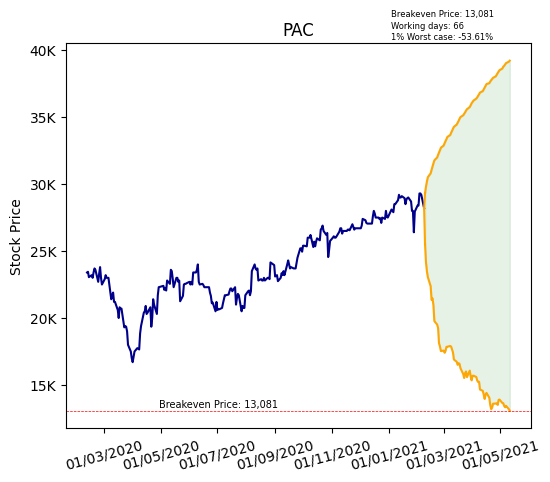 Breakeven Price: 13,081
Working days: 66
1% Worst case: -53.61%
PAC
40K
35K
30K
25K
20K
15K
Stock Price
Breakeven Price: 13,081
01/03/2020 01/05/2020 01/07/2020 01/09/2020 01/11/2020 01/01/2021 01/03/2021 01/05/2021